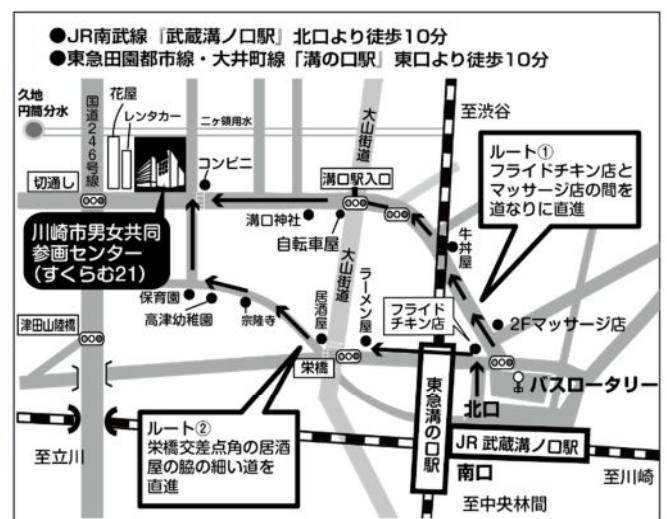 ●JR南武線『武蔵溝ノ口駅』北口より徒歩10分
●東急田園都市線・大井町線「溝の口駅」東口より徒歩10分
久地
円筒分水
国道246号線
花屋
レンタカー
二ヶ領用水
コンビニ
切通し
川崎市男女共同
参画センター
(すくらむ21)
大山街道
溝口駅入口
溝口神社
自転車屋
至渋谷
ルート①
フライドチキン店と
マッサージ店の間を
道なりに直進
牛丼屋
保育園
高津幼稚園
宗隆寺
大山街道
居酒屋
ラーメン屋
フライド
チキン店
2Fマッサージ店
津田山陸橋
栄橋
バスロータリー
北口
東急溝の口駅
JR 武蔵溝ノ口駅
南口
ルート②
栄橋交差点角の居酒
屋の脇の細い道を
直進
至立川
至川崎
至中央林間